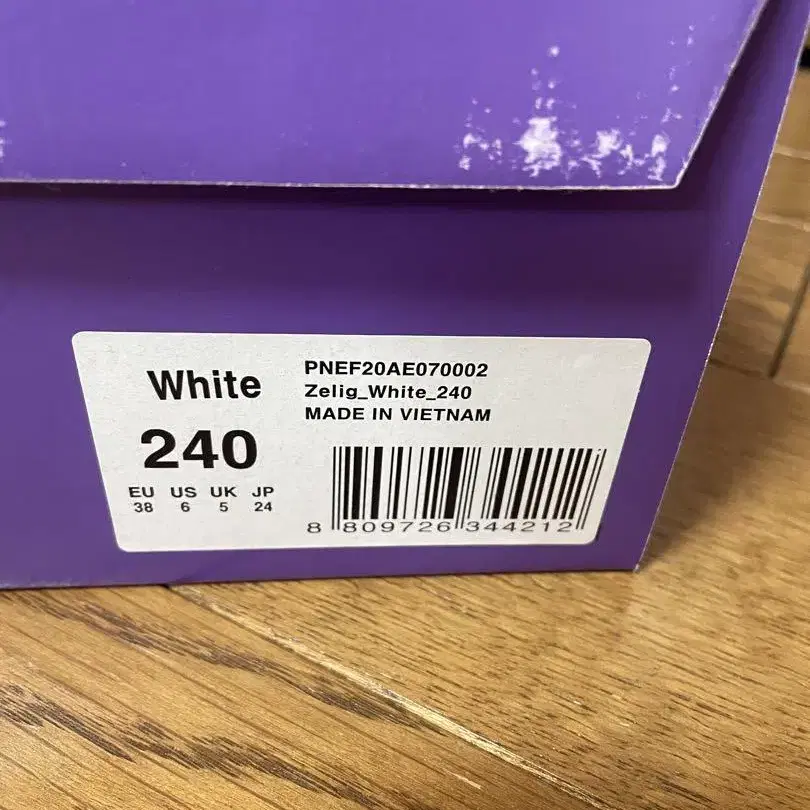 White
240
EU US UK JP
38 6 5 24
PNEF20AE070002
Zelig_White_240
MADE IN VIETNAM
8 809726 344212